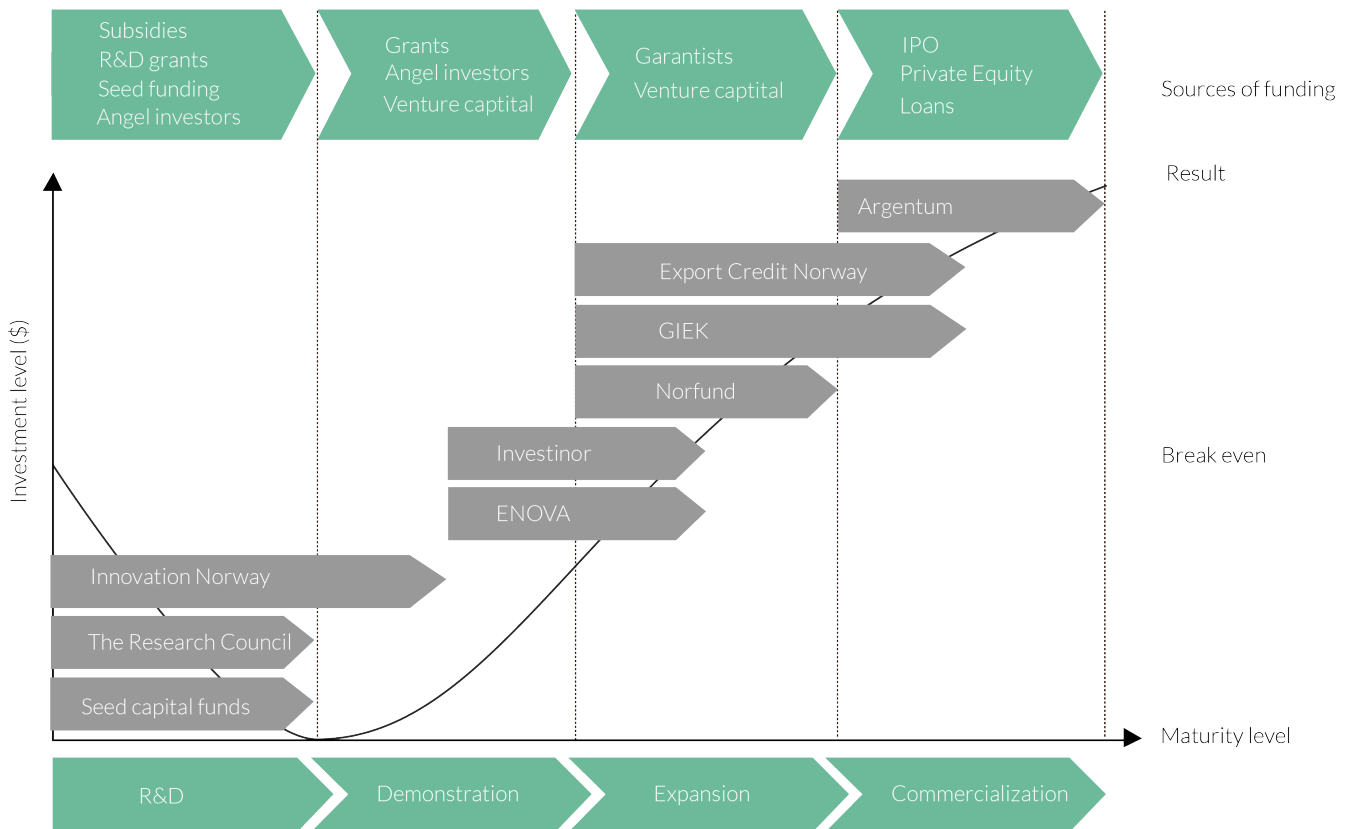 Subsidies
R&D grants
Seed funding
Angel investors
Grants
Angel investors
Venture captital
Garantists
Venture captital
IPO
Private Equity
Loans
Sources of funding
Result
Argentum
Export Credit Norway
GIEK
Norfund
Investinor
ENOVA
Innovation Norway
The Research Council
Seed capital funds
Investment level ($)
Break even
Maturity level
R&D
Demonstration
Expansion
Commercialization